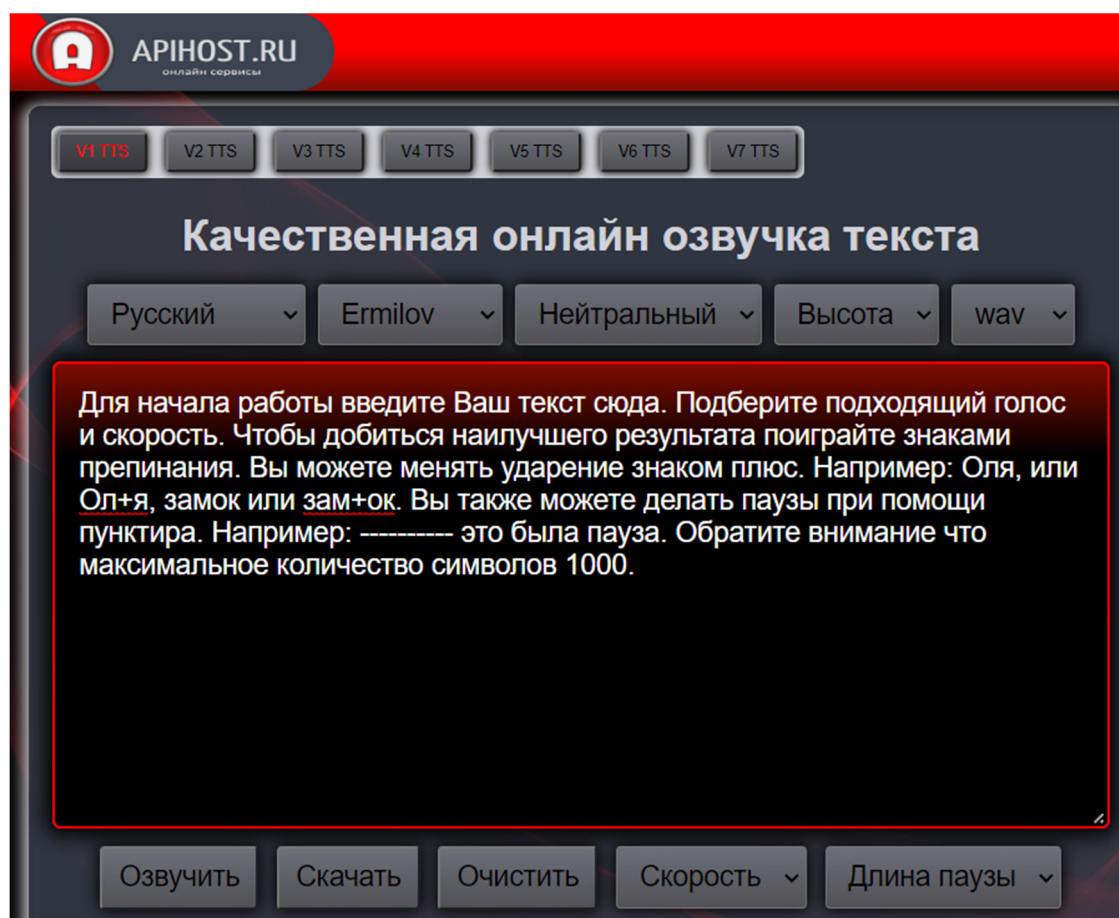 APIHOST.RU
онлайн сервисы
V1 TTS V2 TTS V3 TTS V4 TTS V5 TTS V6 TTS V7 TTS
Качественная онлайн озвучка текста
Русский Ermilov Нейтральный Высота wav
Для начала работы введите Ваш текст сюда. Подберите подходящий голос
и скорость. Чтобы добиться наилучшего результата поиграйте знаками
препинания. Вы можете менять ударение знаком плюс. Например: Оля, или
Ол+я, замок или зам+ок. Вы также можете делать паузы при помощи
пунктира. Например: ---------- это была пауза. Обратите внимание что
максимальное количество символов 1000.
Озвучить Скачать Очистить Скорость Длина паузы